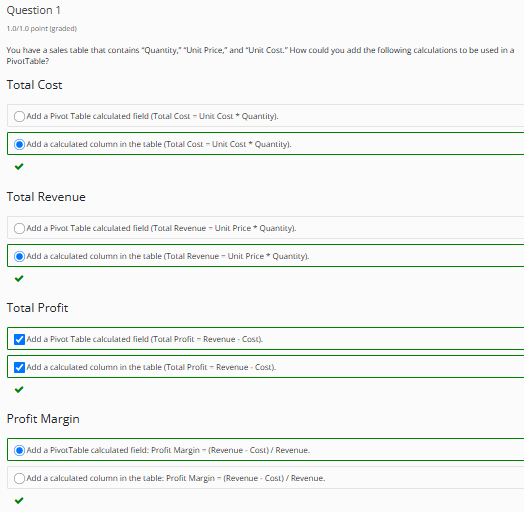 Question 1
1.0/1.0 point (graded)
You have a sales table that contains "Quantity," "Unit Price," and "Unit Cost." How could you add the following calculations to be used in a
PivotTable?
Total Cost
Add a Pivot Table calculated field (Total Cost = Unit Cost * Quantity).
Add a calculated column in the table (Total Cost = Unit Cost * Quantity).
Total Revenue
Add a Pivot Table calculated field (Total Revenue = Unit Price * Quantity).
Add a calculated column in the table (Total Revenue = Unit Price * Quantity).
Total Profit
Add a Pivot Table calculated field (Total Profit = Revenue - Cost).
Add a calculated column in the table (Total Profit = Revenue - Cost).
Profit Margin
Add a PivotTable calculated field: Profit Margin = (Revenue - Cost) / Revenue.
Add a calculated column in the table: Profit Margin = (Revenue - Cost) / Revenue.